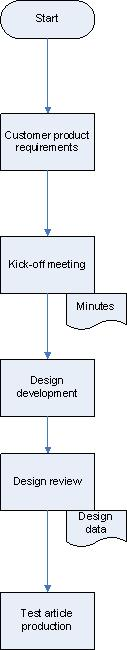 Start
Customer product
requirements
Kick-off meeting
Minutes
Design
development
Design review
Design
data
Test article
production